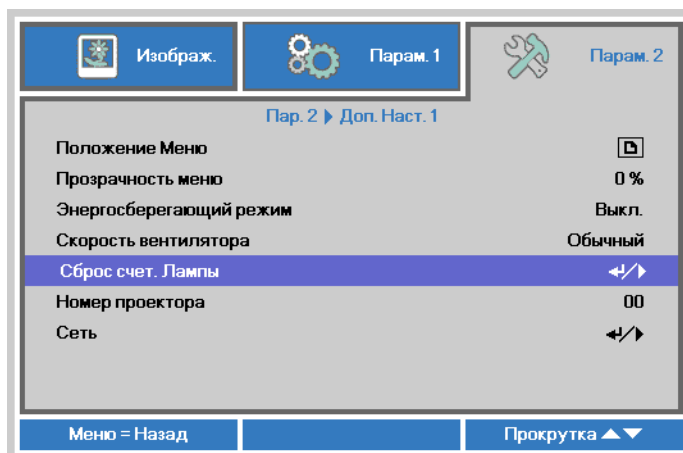 Изображ. Парам. 1 Парам. 2
Пар. 2 Доп. Наст. 1
Положение Меню
Прозрачность меню 0 %
Энергосберегающий режим Выкл.
Скорость вентилятора Обычный
Сброс счет. Лампы
Номер проектора 00
Сеть
Меню = Назад Прокрутка